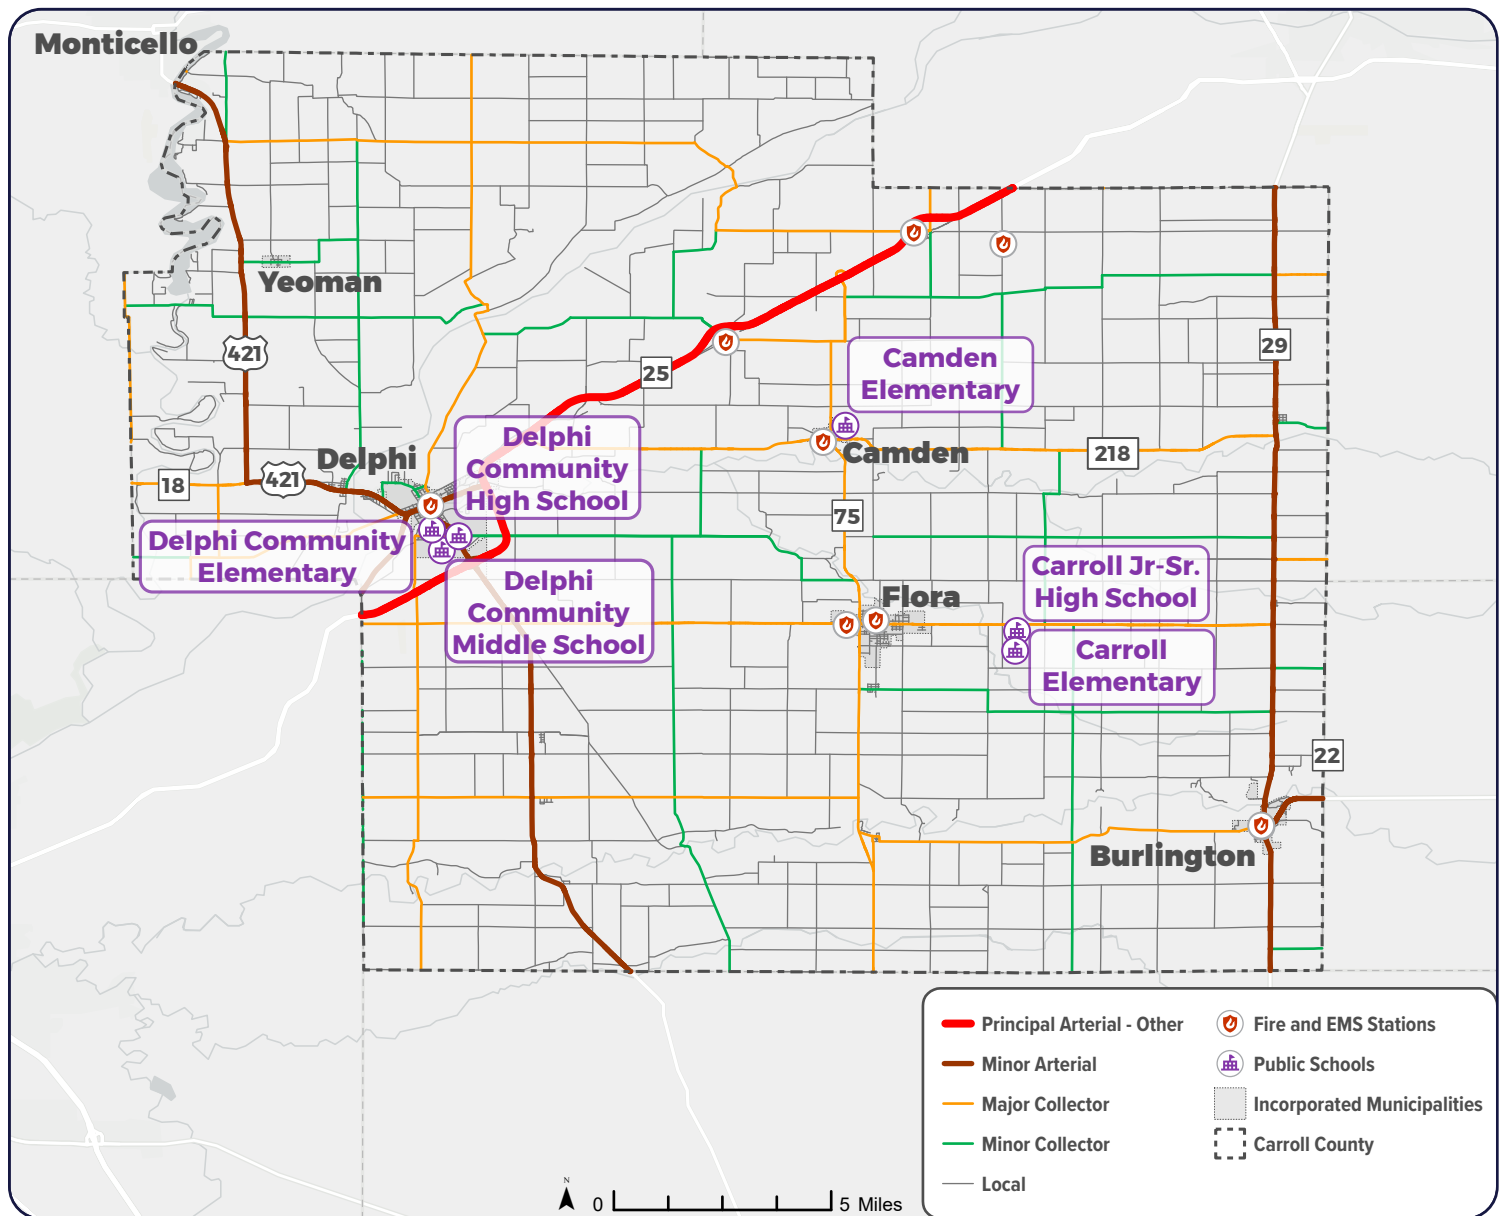 Monticello
Yeoman
421
25
29
Camden
Elementary
Delphi
Community
High School
Delphi
Camden
218
421
18
75
Delphi Community
Elementary
Carroll Jr-Sr.
High School
Delphi
Community
Middle School
Flora
Carroll
Elementary
22
Burlington
Principal Arterial - Other
Minor Arterial
Major Collector
Minor Collector
Local
Fire and EMS Stations
Public Schools
Incorporated Municipalities
Carroll County
N
0
5 Miles